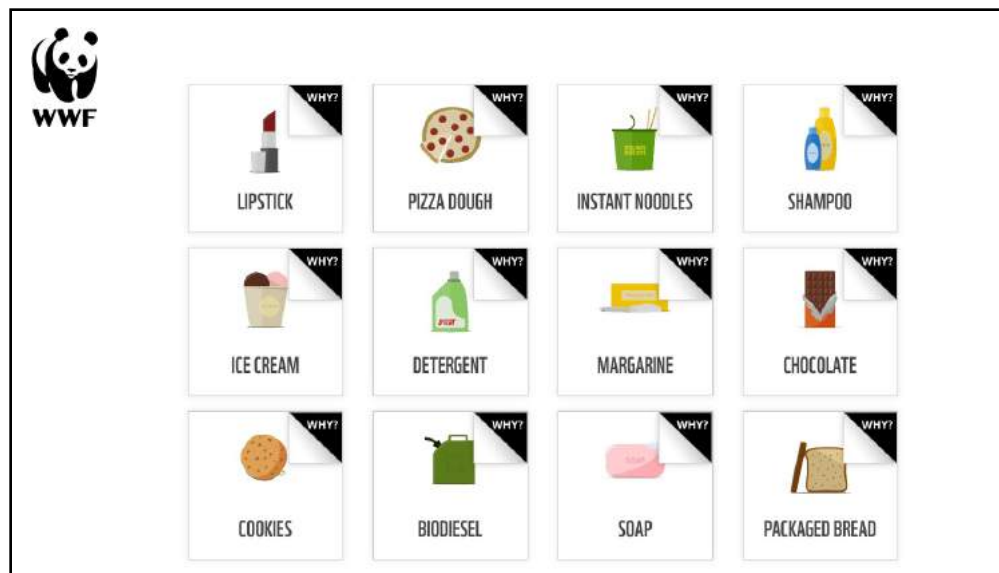 WWF
WHY? WHY? WHY? WHY?
LIPSTICK PIZZA DOUGH INSTANT NOODLES SHAMPOO
WHY? WHY? WHY? WHY?
ICE CREAM DETERGENT MARGARINE CHOCOLATE
WHY? WHY? WHY? WHY?
COOKIES BIODIESEL SOAP PACKAGED BREAD